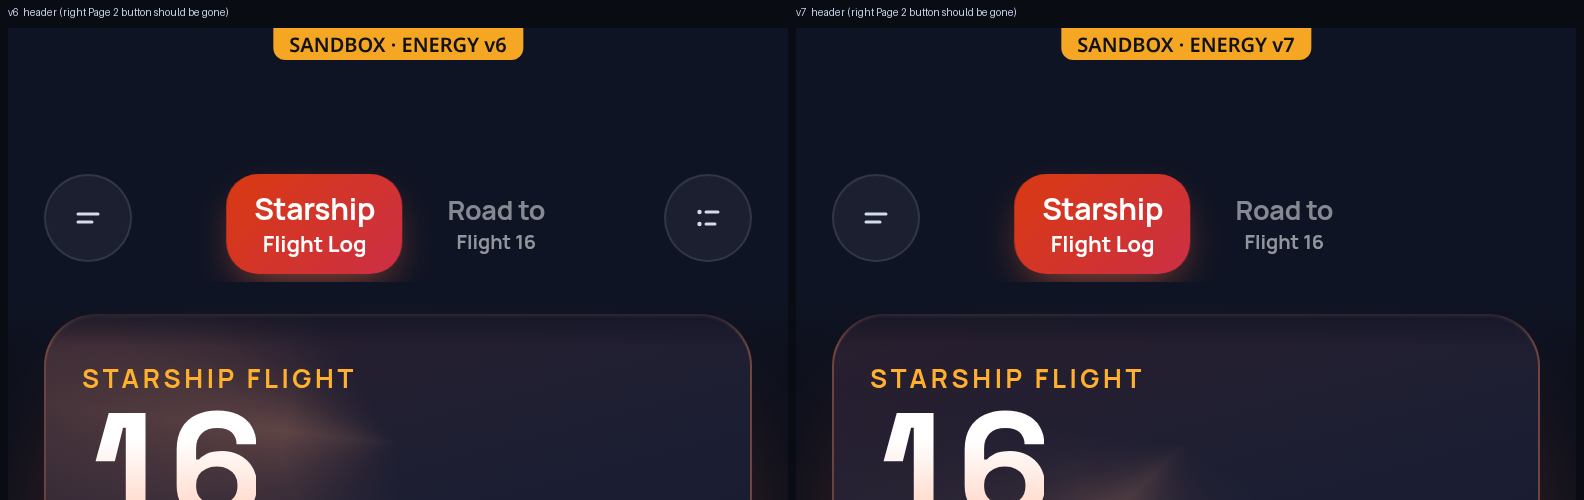 v6 header (right Page 2 button should be gone)
SANDBOX · ENERGY v6
Starship
Flight Log
Road to
Flight 16
STARSHIP FLIGHT
16
v7 header (right Page 2 button should be gone)
SANDBOX · ENERGY v7
Starship
Flight Log
Road to
Flight 16
STARSHIP FLIGHT
16